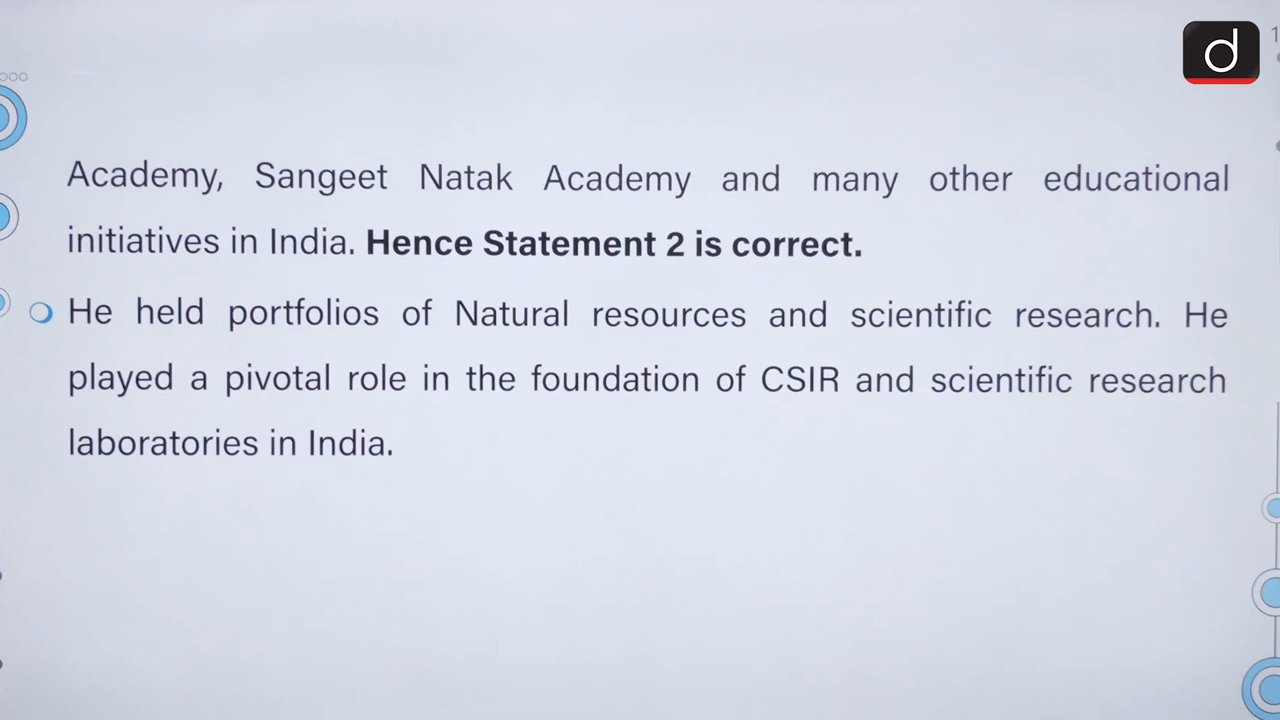 d
1
Academy, Sangeet Natak Academy and many other educational
initiatives in India. Hence Statement 2 is correct.
He held portfolios of Natural resources and scientific research. He
played a pivotal role in the foundation of CSIR and scientific research
laboratories in India.